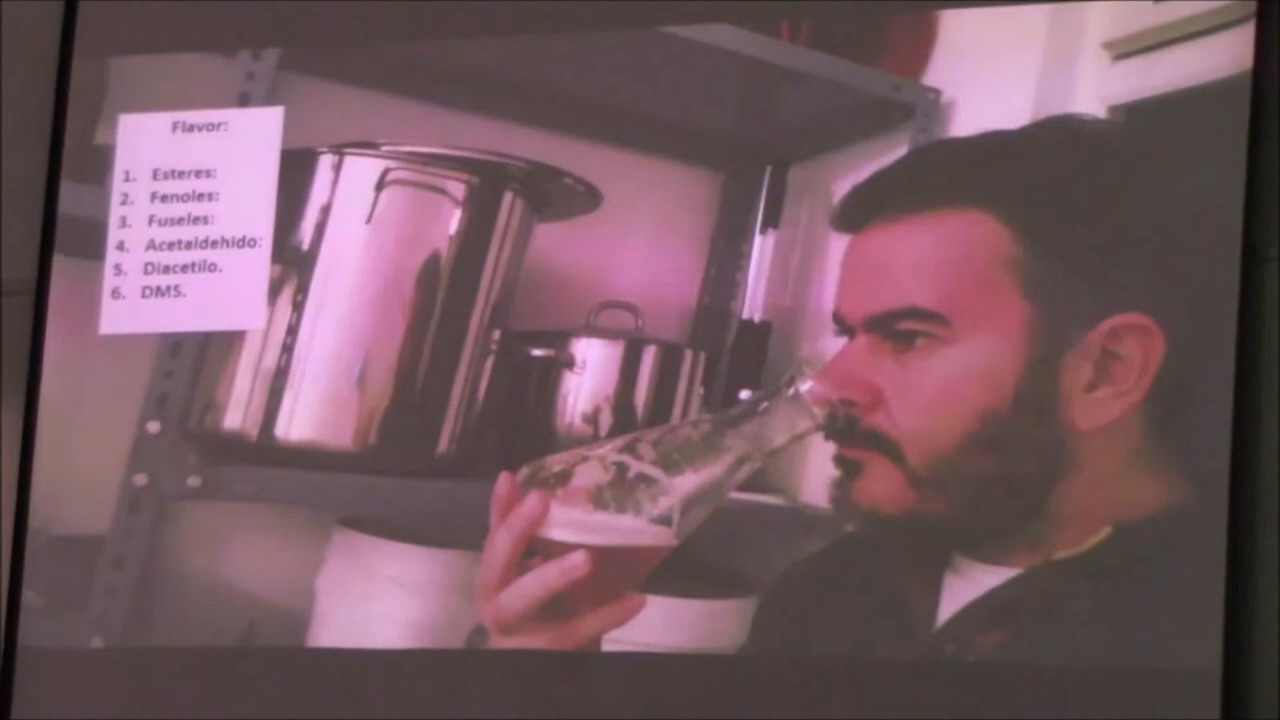 Flavor:
1. Esteres:
2. Fenoles:
3. Fuseles:
4. Acetaldehido:
5. Diacetilo.
6. DMS.